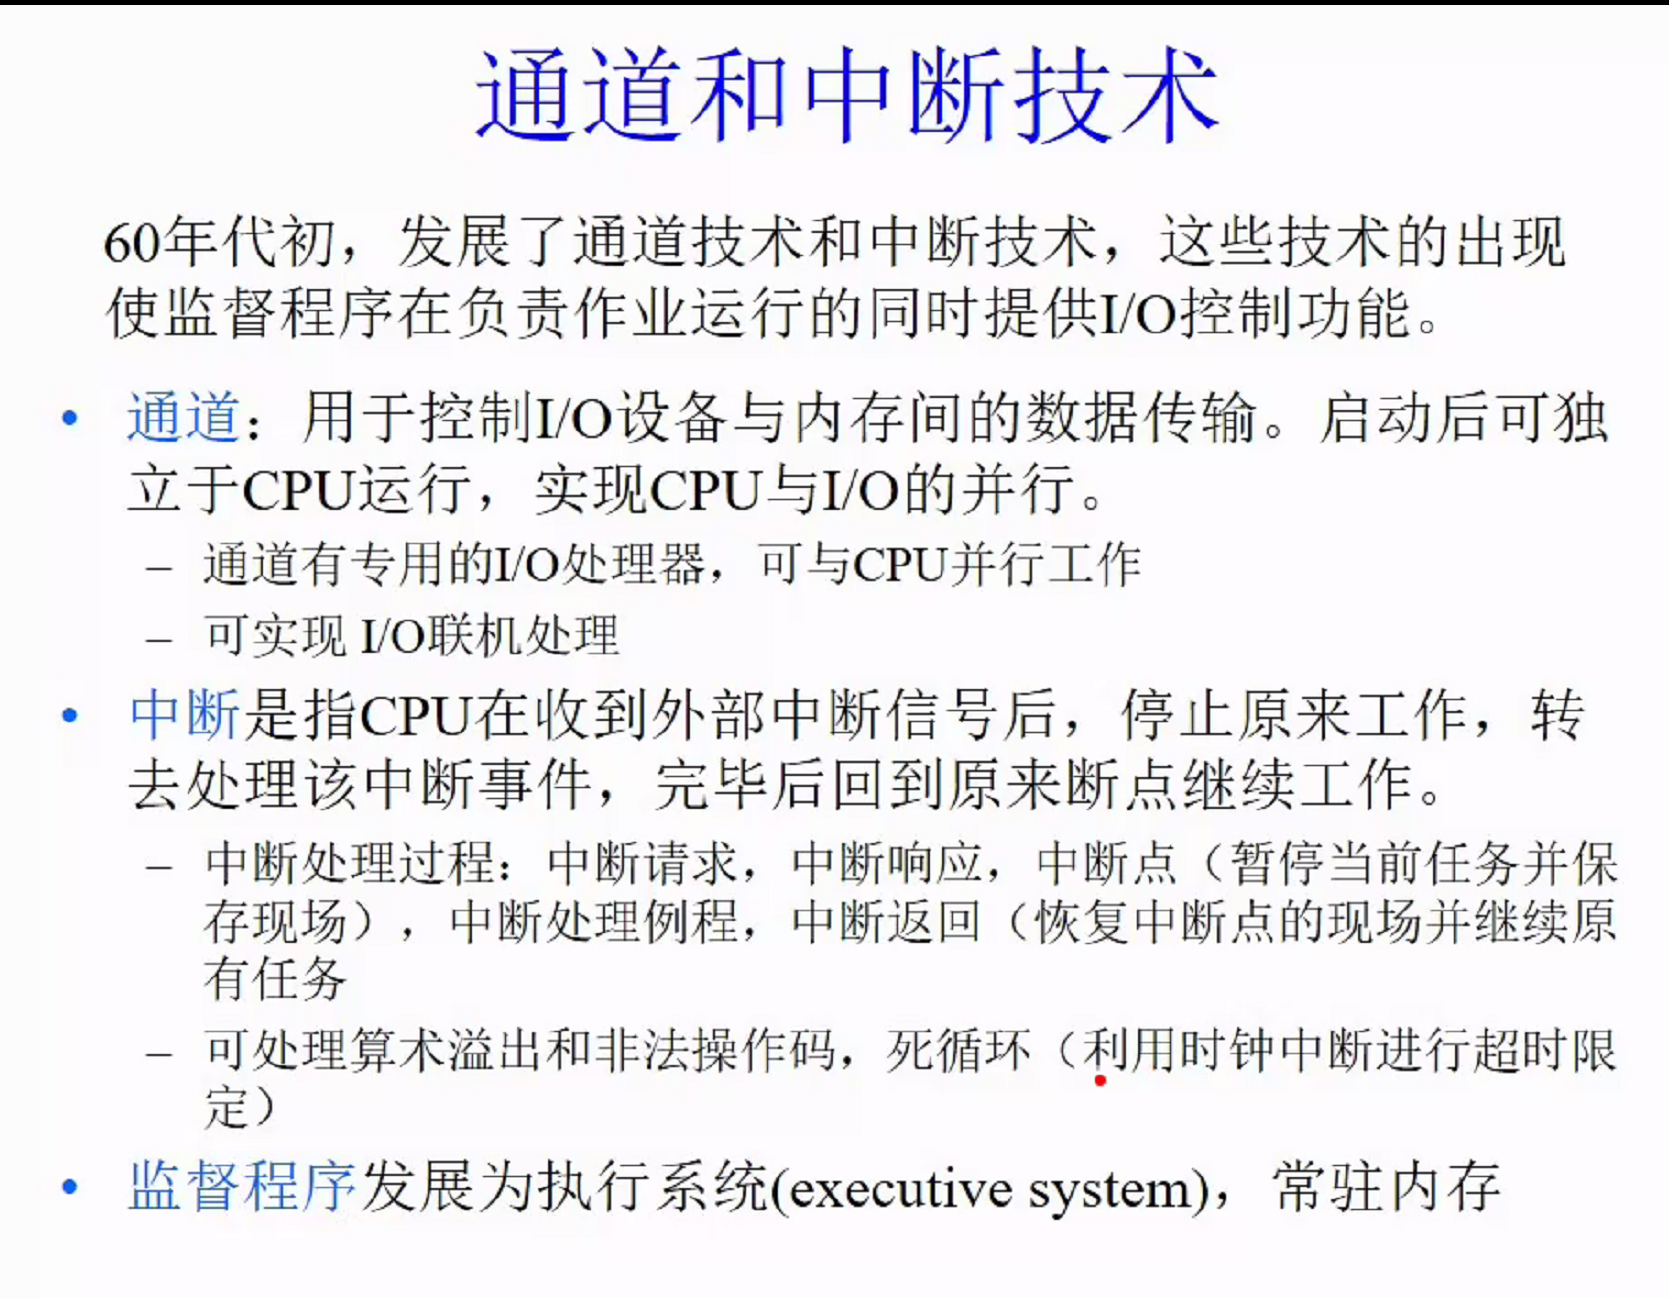 通道和中断技术
60年代初，发展了通道技术和中断技术，这些技术的出现
使监督程序在负责作业运行的同时提供I/O控制功能。
• 通道：用于控制I/O设备与内存间的数据传输。启动后可独
立于CPU运行，实现CPU与I/O的并行。
– 通道有专用的I/O处理器，可与CPU并行工作
– 可实现 I/O联机处理
• 中断是指CPU在收到外部中断信号后，停止原来工作，转
去处理该中断事件，完毕后回到原来断点继续工作。
– 中断处理过程：中断请求，中断响应，中断点（暂停当前任务并保
存现场），中断处理例程，中断返回（恢复中断点的现场并继续原
有任务
– 可处理算术溢出和非法操作码，死循环（利用时钟中断进行超时限
定）
• 监督程序发展为执行系统(executive system)，常驻内存